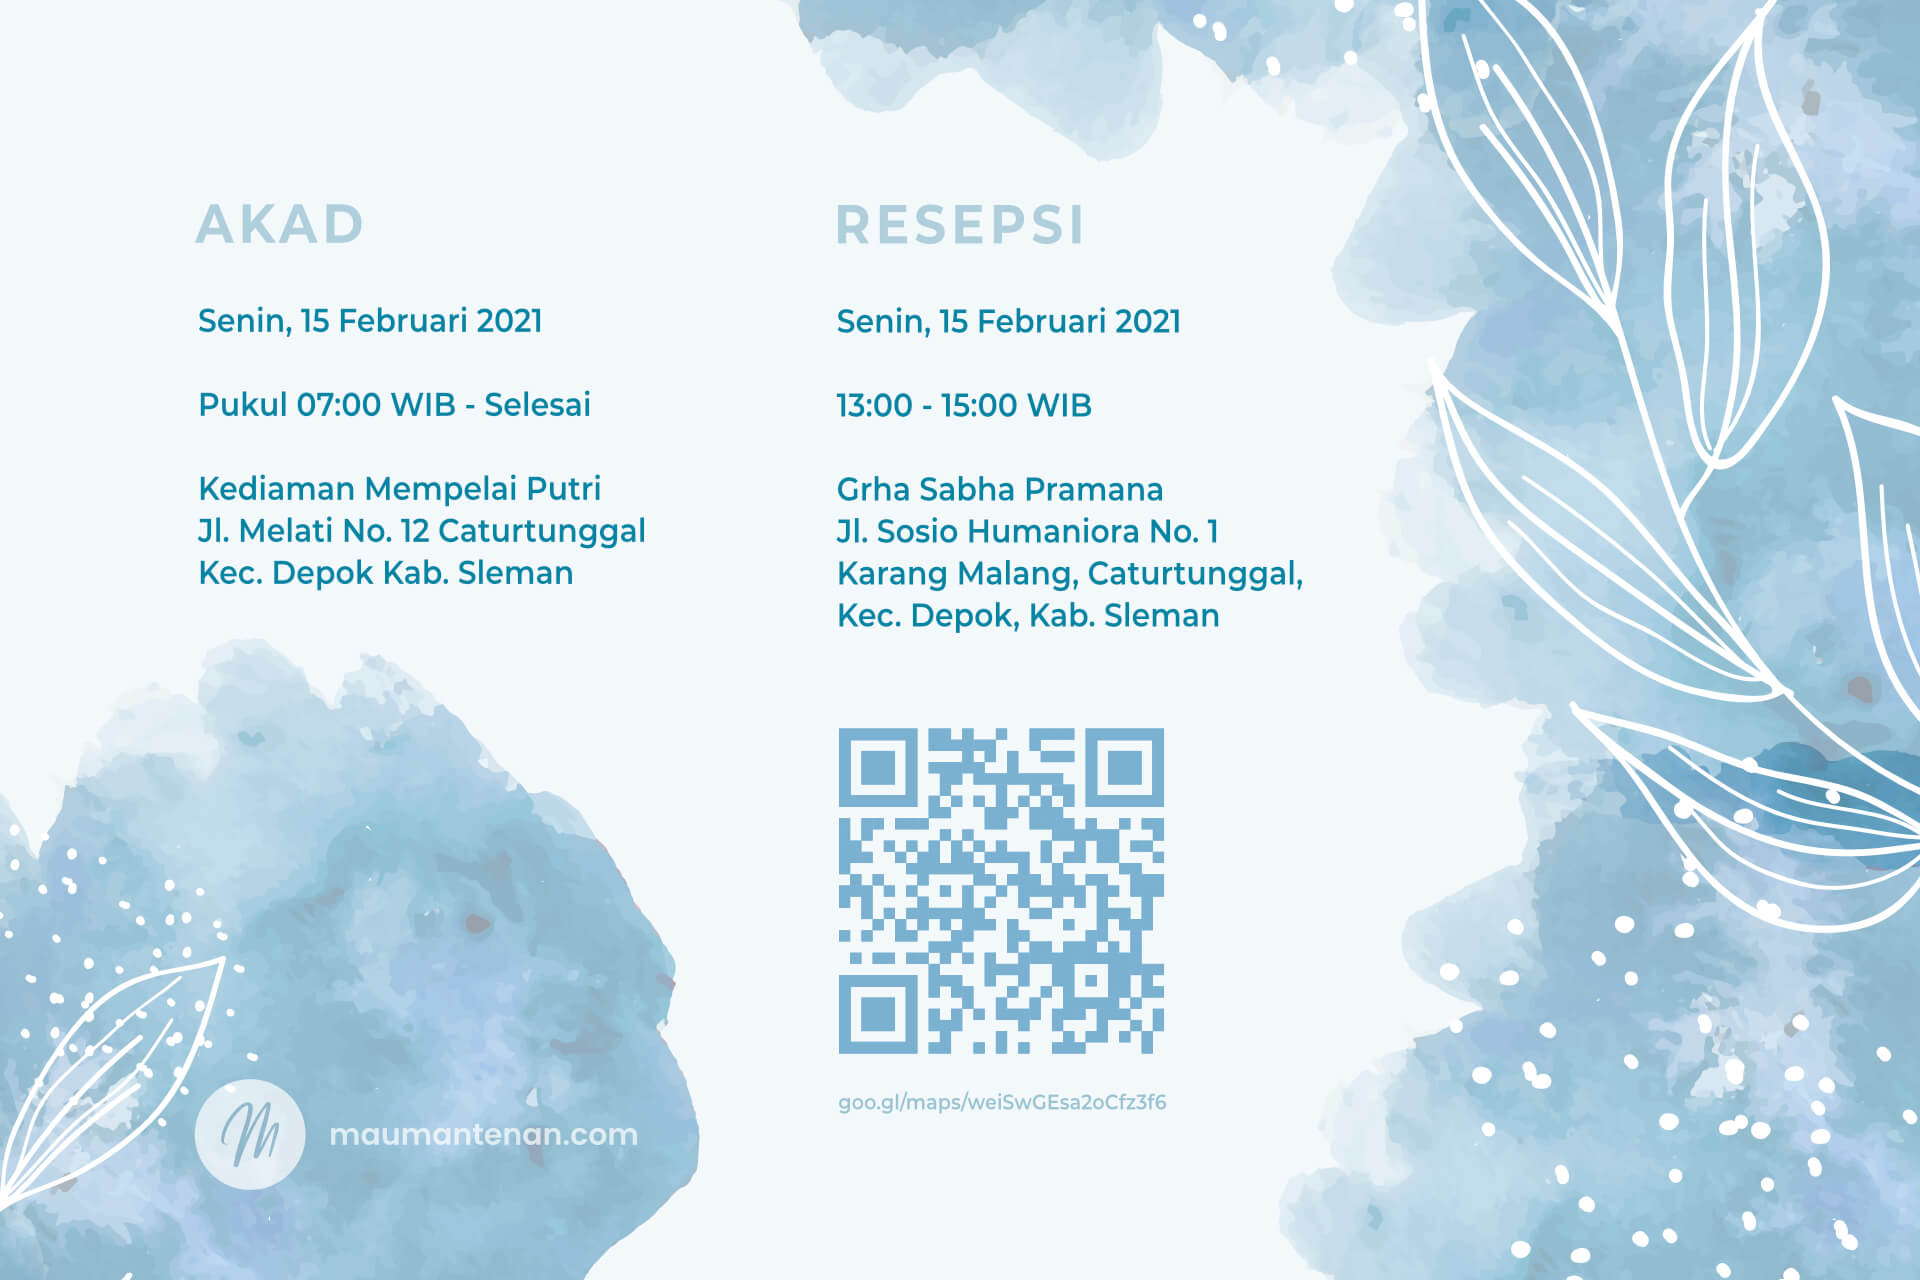 AKAD
Senin, 15 Februari 2021
Pukul 07:00 WIB - Selesai
Kediaman Mempelai Putri
Jl. Melati No. 12 Caturtunggal
Kec. Depok Kab. Sleman
RESEPSI
Senin, 15 Februari 2021
13:00 - 15:00 WIB
Grha Sabha Pramana
Jl. Sosio Humaniora No. 1
Karang Malang, Caturtunggal,
Kec. Depok, Kab. Sleman
goo.gl/maps/weiSwGEsa2oCfz3f6
M
maumantenan.com